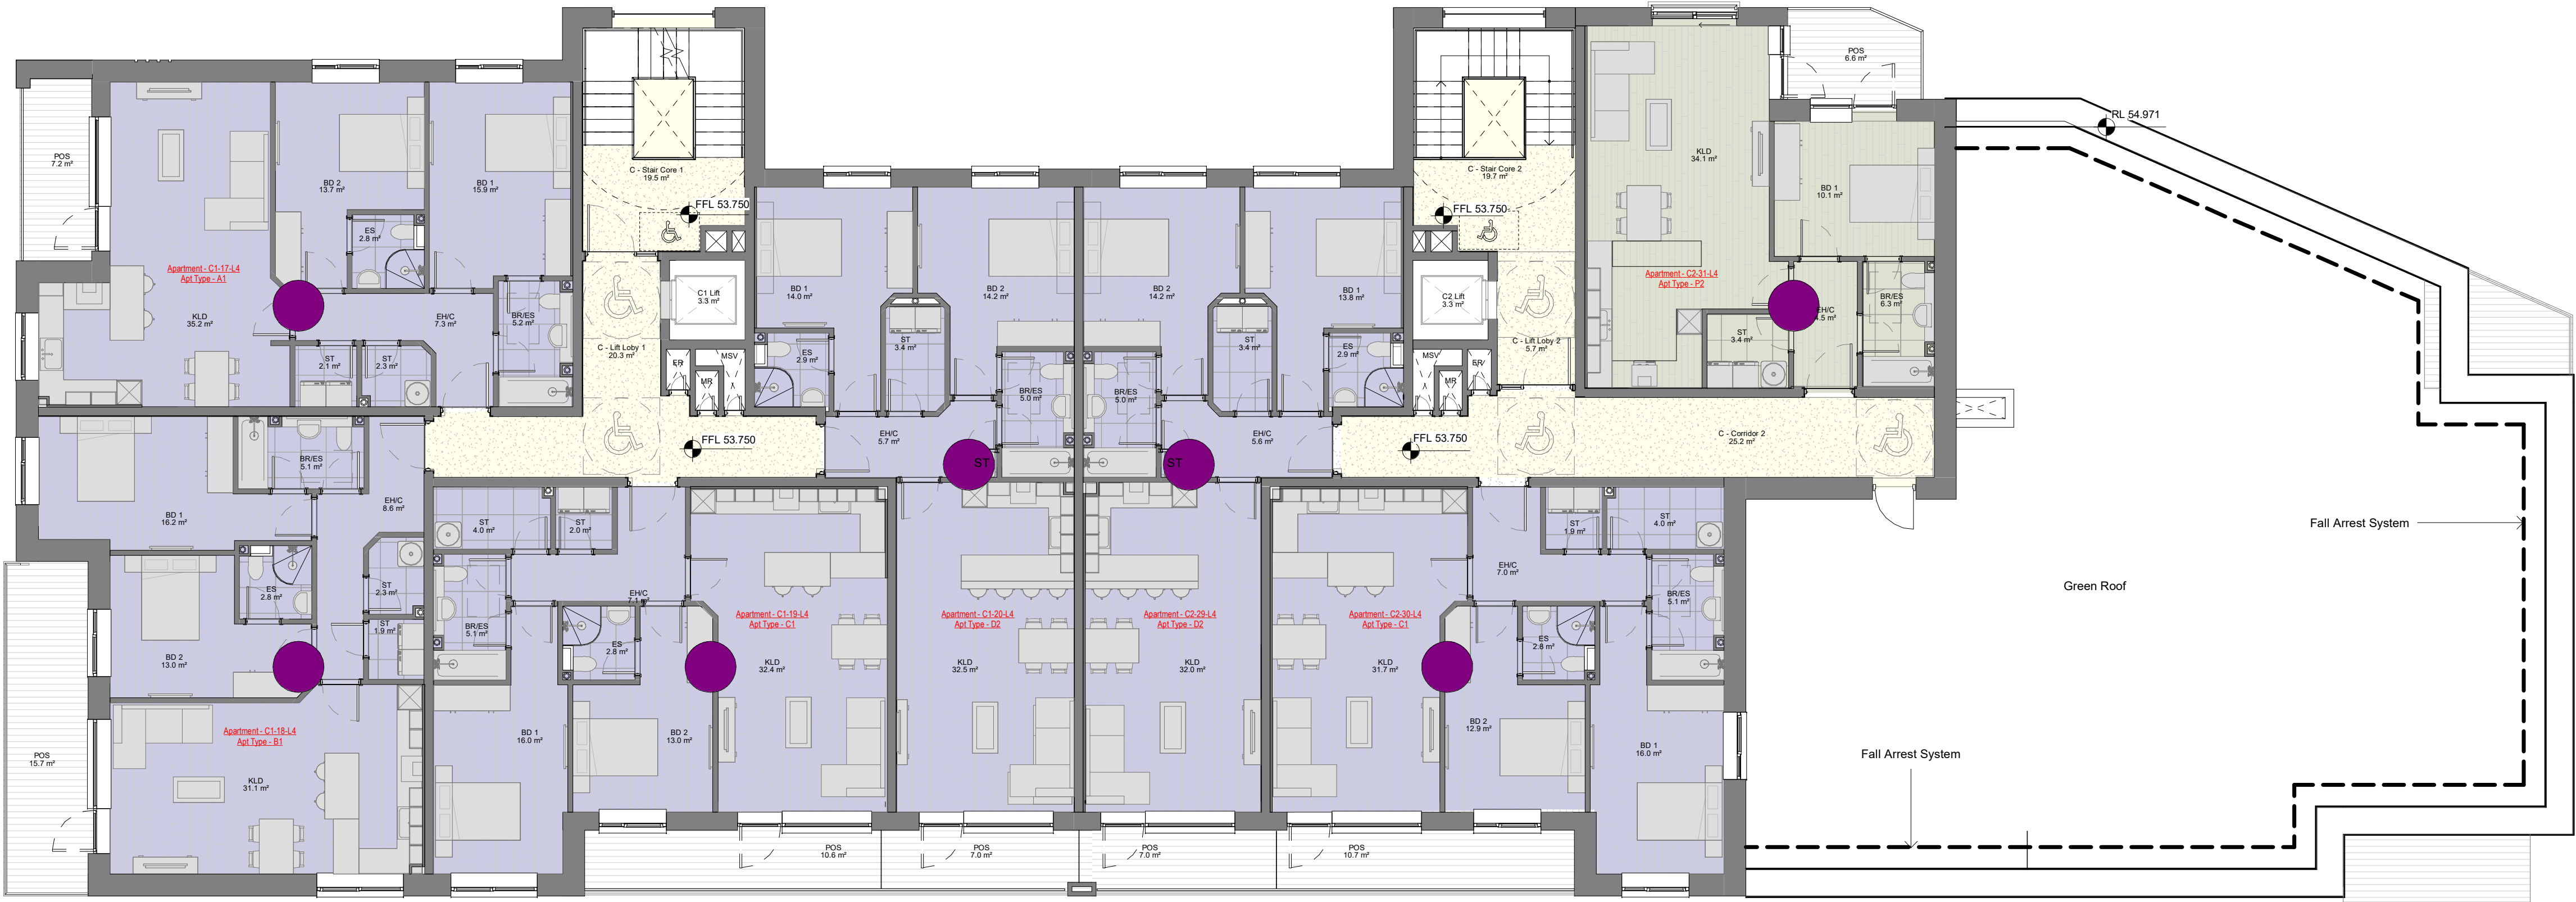 POS
6.6 m²
RL 54.971
POS
7.2 m²
BD 2
13.7 m²
BD 1
15.9 m²
ES
2.8 m²
Apartment - C1-17-L4
Apt Type - A1
KLD
35.2 m²
EH/C
7.3 m²
BR/ES
5.2 m²
ST
2.1 m²
ST
2.3 m²
C - Stair Core 1
19.5 m²
FFL 53.750
C1 Lift
3.3 m²
C - Lift Loby 1
20.3 m²
ER
MR
MSV
FFL 53.750
BD 1
14.0 m²
BD 2
14.2 m²
ES
2.9 m²
ST
3.4 m²
BR/ES
5.0 m²
EH/C
5.7 m²
ST
BD 2
14.2 m²
BD 1
13.8 m²
ST
3.4 m²
ES
2.9 m²
BR/ES
5.0 m²
EH/C
5.6 m²
ST
C - Stair Core 2
19.7 m²
FFL 53.750
C2 Lift
3.3 m²
C - Lift Loby 2
5.7 m²
MSV
MR
ER
FFL 53.750
C - Corridor 2
25.2 m²
KLD
34.1 m²
BD 1
10.1 m²
Apartment - C2-31-L4
Apt Type - P2
EH/C
BR/ES
6.3 m²
ST
3.4 m²
BR/ES
5.1 m²
BD 1
16.2 m²
EH/C
8.6 m²
ES
2.8 m²
ST
2.3 m²
ST
1.9 m²
BD 2
13.0 m²
Apartment - C1-18-L4
Apt Type - B1
KLD
31.1 m²
POS
15.7 m²
ST
4.0 m²
ST
2.0 m²
EH/C
7.1 m²
BR/ES
5.1 m²
ES
2.8 m²
BD 1
16.0 m²
BD 2
13.0 m²
Apartment - C1-19-L4
Apt Type - C1
KLD
32.4 m²
Apartment - C1-20-L4
Apt Type - D2
KLD
32.5 m²
Apartment - C2-29-L4
Apt Type - D2
KLD
32.0 m²
Apartment - C2-30-L4
Apt Type - C1
KLD
31.7 m²
ST
1.9 m²
ST
4.0 m²
EH/C
7.0 m²
BR/ES
5.1 m²
ES
2.8 m²
BD 2
12.9 m²
BD 1
16.0 m²
POS
10.6 m²
POS
7.0 m²
POS
7.0 m²
POS
10.7 m²
Fall Arrest System
Green Roof
Fall Arrest System